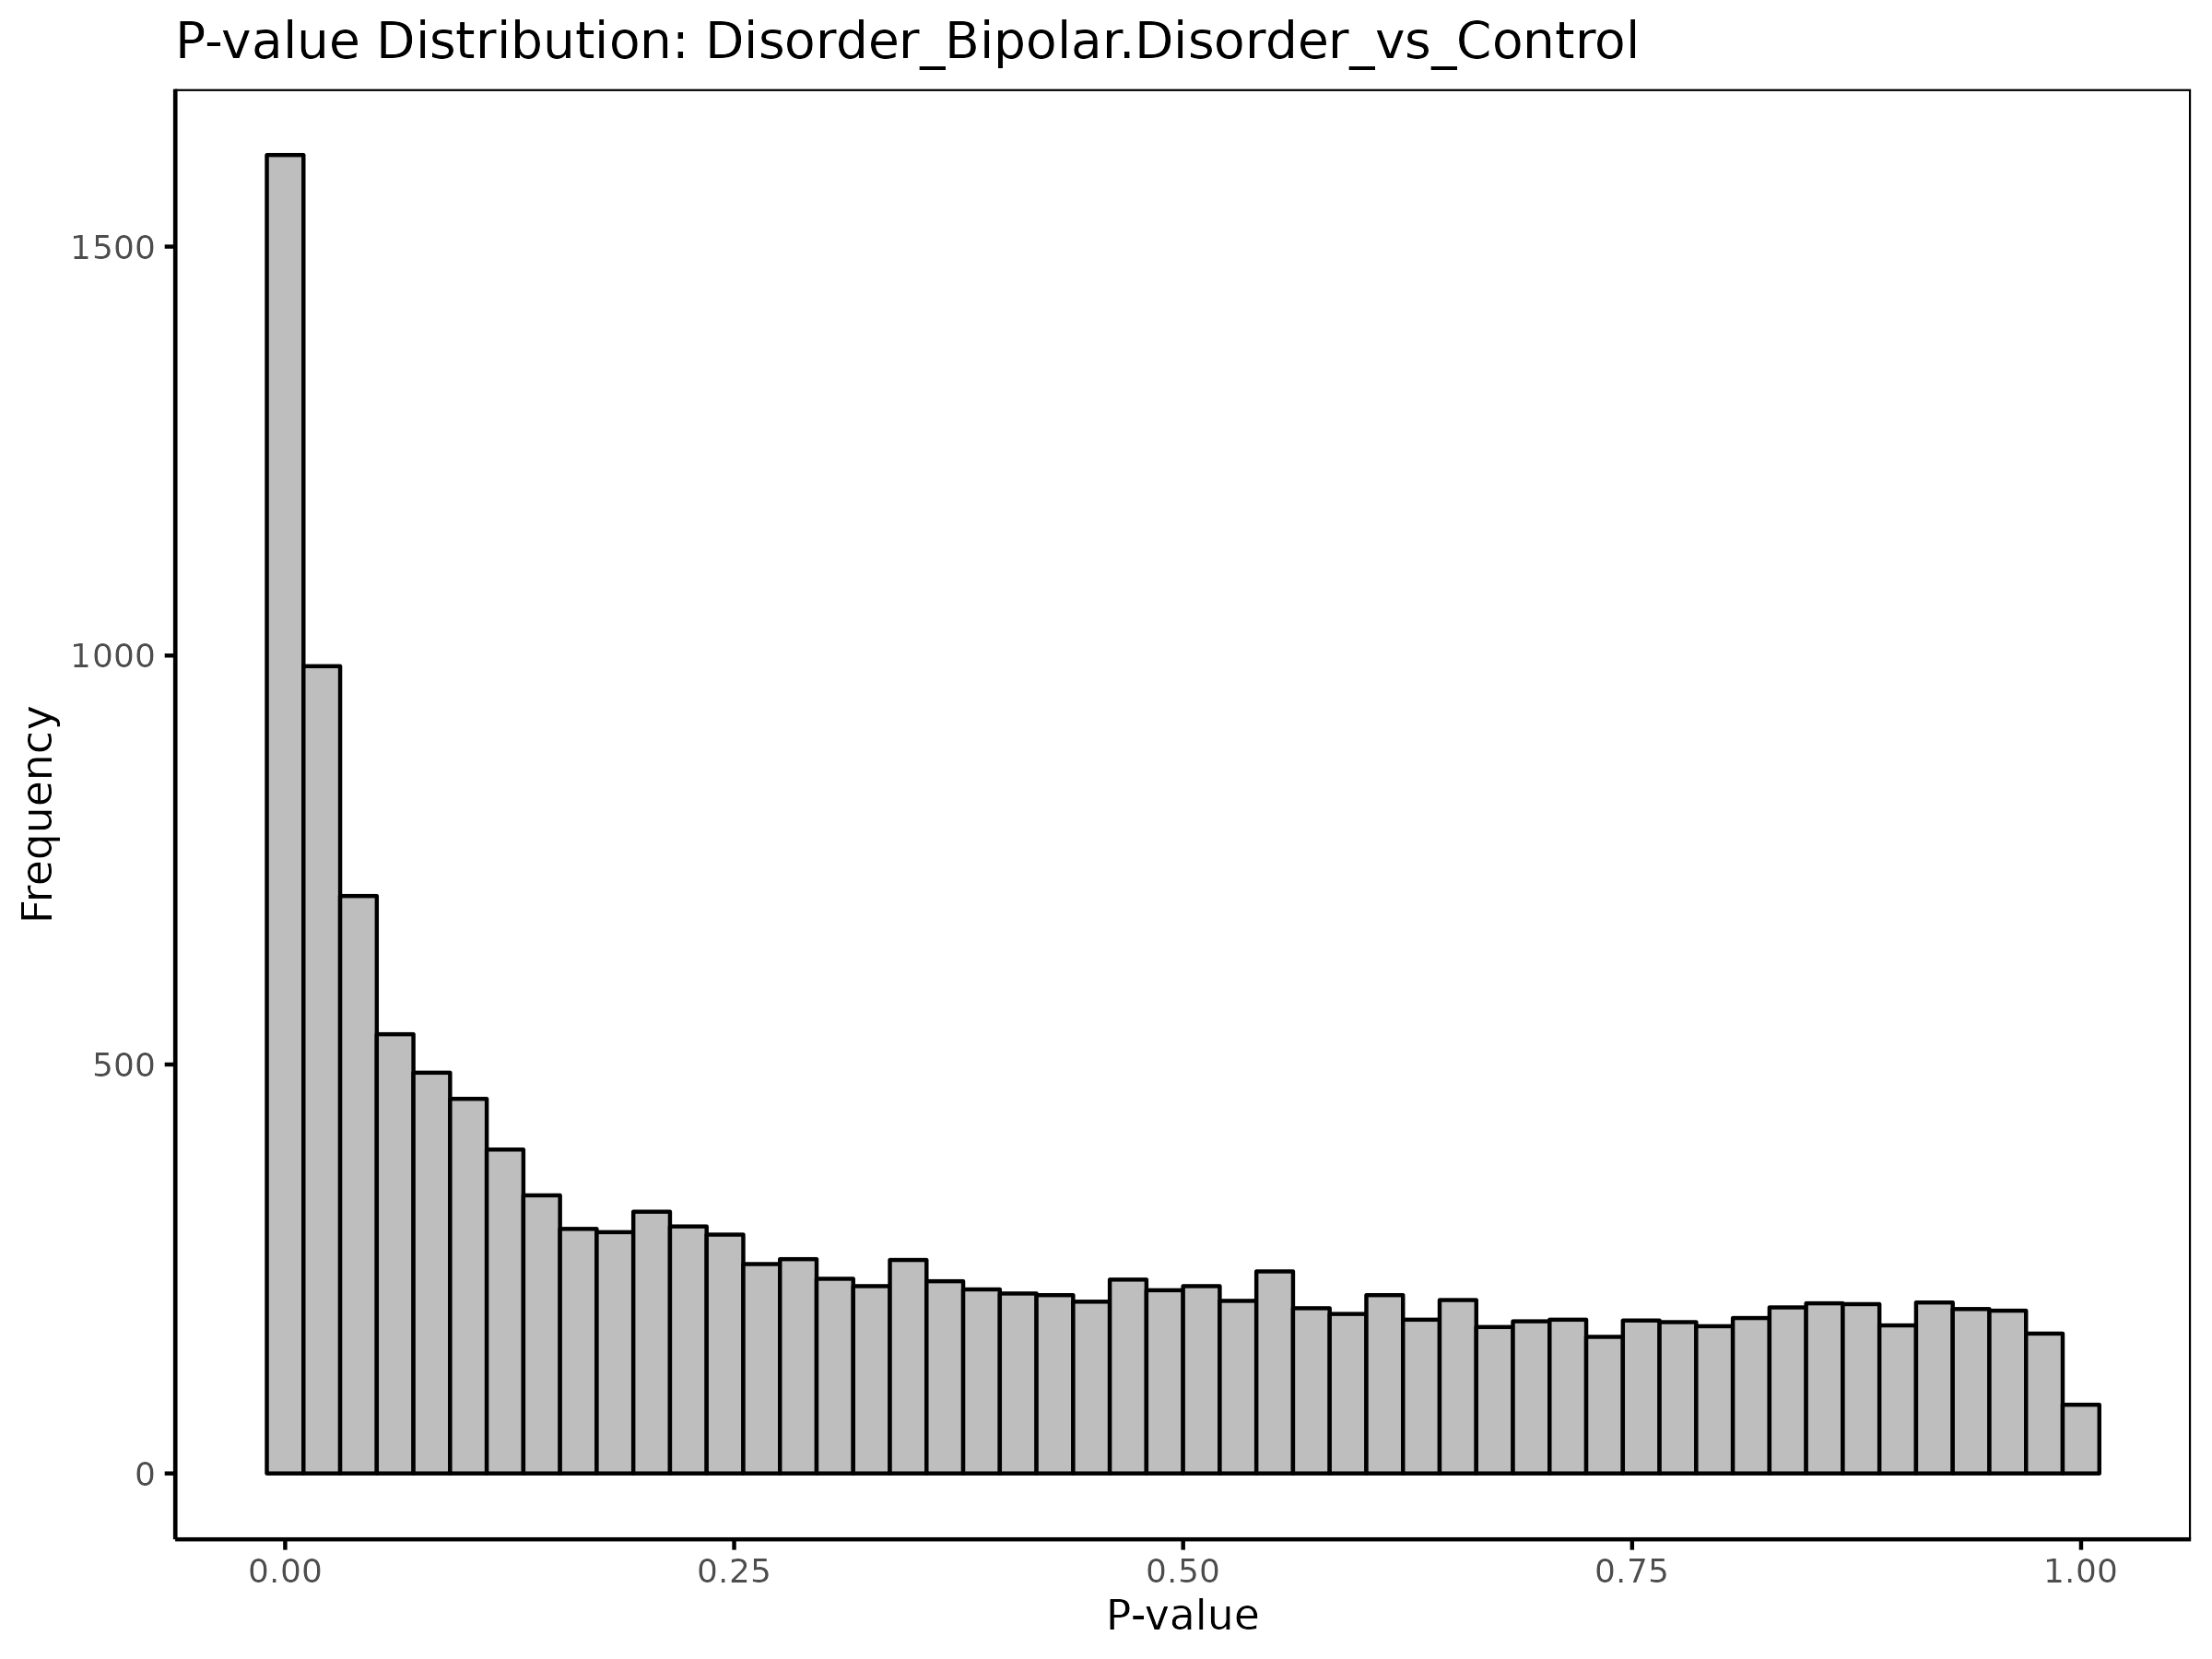 P-value Distribution: Disorder_Bipolar.Disorder_vs_Control
Frequency
1500
1000
500
0
0.00 0.25 0.50 0.75 1.00
P-value